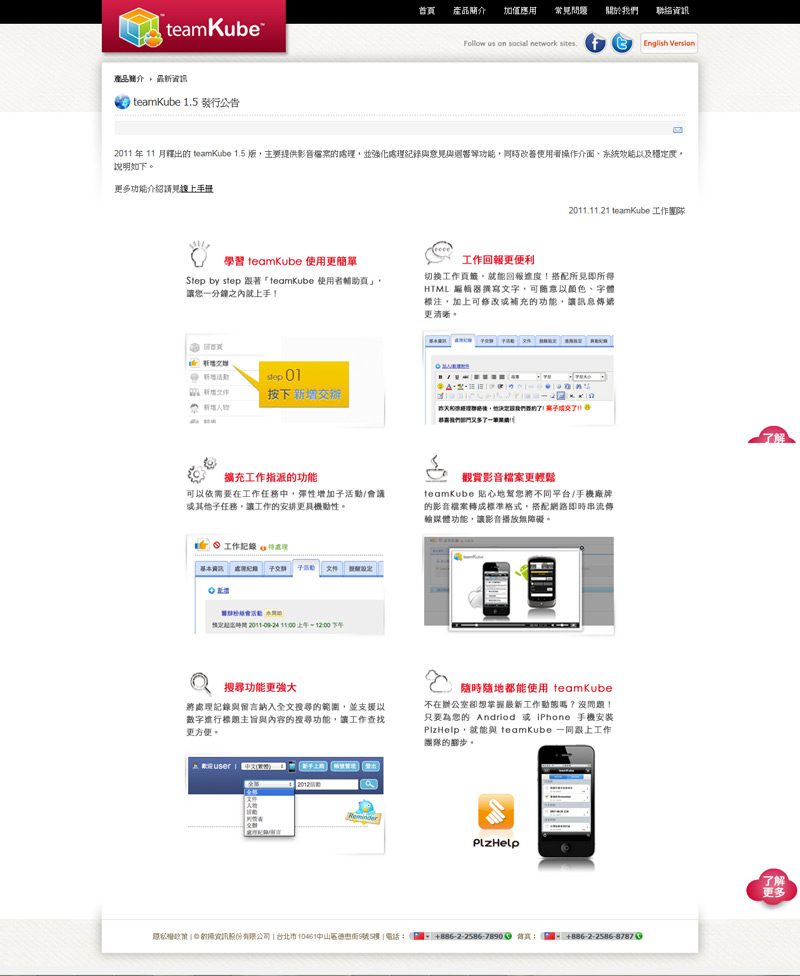 首頁 產品簡介 加值應用 常見問題 關於我們 聯絡資訊
teamKube™
Follow us on social network sites.
English Version
產品簡介 › 最新資訊
teamKube 1.5 發行公告
2011 年 11 月釋出的 teamKube 1.5 版，主要提供影音檔案的處理，並強化處理記錄與意見與迴響等功能，同時改善使用者操作介面、系統效能以及穩定度，
說明如下。
更多功能介紹請見線上手冊
2011.11.21 teamKube 工作團隊
學習 teamKube 使用更簡單
Step by step 跟著「teamKube 使用者輔助頁」，
讓您一分鐘之內就上手！
回首頁
新增交辦
新增活動
新增文件
新增人物
step 01
按下 新增交辦
工作回報更便利
切換工作頁籤，就能回報進度！搭配所見即所得
HTML 編輯器撰寫文字，可隨意以顏色、字體
標注，加上可修改或補充的功能，讓訊息傳遞
更清晰。
基本資訊 處理紀錄 子交辦 子活動 文件 提醒設定 進階設定 異動紀錄
加入/新增附件
昨天和徐經理聯絡後，他決定跟我們簽約了! 案子成交了!!
恭喜我們部門又多了一筆業績!!
了解
擴充工作指派的功能
可以依需要在工作任務中，彈性增加子活動/會議
或其他子任務，讓工作的安排更具機動性。
工作記錄 待處理
基本資訊 處理紀錄 子交辦 子活動 文件 提醒設定
新增
醫師粉絲會活動 未開始
預定起迄時間 2011-09-24 11:00 上午 ~ 12:00 下午
觀賞影音檔案更輕鬆
teamKube 貼心地幫您將不同平台/手機廠牌
的影音檔案轉成標準格式，搭配網路即時串流傳
輸媒體功能，讓影音播放無障礙。
teamKube
搜尋功能更強大
將處理記錄與留言納入全文搜尋的範圍，並支援以
數字進行標題主旨與內容的搜尋功能，讓工作查找
更方便。
歡迎user | 中文(繁體) 新手上路 帳號管理 登出
全部 2012活動
全部
文件
人物
活動
列管表
交辦
處理紀錄/留言
Reminder
隨時隨地都能使用 teamKube
不在辦公室卻想掌握最新工作動態嗎？沒問題！
只要為您的 Andriod 或 iPhone 手機安裝
PlzHelp，就能與 teamKube 一同跟上工作
團隊的腳步。
PlzHelp
了解
更多
隱私權政策 | © 叡揚資訊股份有限公司 | 台北市10461中山區德惠街9號5樓 | 電話： +886-2-2586-7890 傳真： +886-2-2586-8787